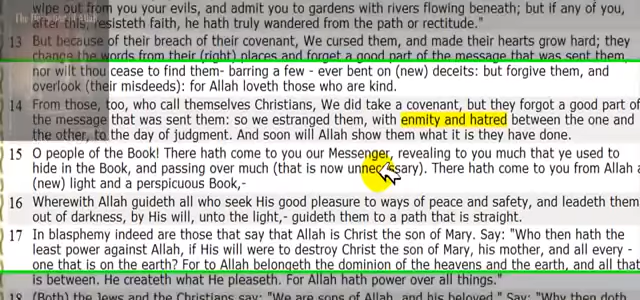 The Deception of Allah
wipe out from you your evils, and admit you to gardens with rivers flowing beneath; but if any of you,
after this, resisteth faith, he hath truly wandered from the path or rectitude."
13 But because of their breach of their covenant, We cursed them, and made their hearts grow hard; they
change the words from their (right) places and forget a good part of the message that was sent them,
nor wilt thou cease to find them- barring a few - ever bent on (new) deceits: but forgive them, and
overlook (their misdeeds): for Allah loveth those who are kind.
14 From those, too, who call themselves Christians, We did take a covenant, but they forgot a good part of
the message that was sent them: so we estranged them, with enmity and hatred between the one and
the other, to the day of judgment. And soon will Allah show them what it is they have done.
15 O people of the Book! There hath come to you our Messenger, revealing to you much that ye used to
hide in the Book, and passing over much (that is now unnecessary). There hath come to you from Allah a
(new) light and a perspicuous Book,-
16 Wherewith Allah guideth all who seek His good pleasure to ways of peace and safety, and leadeth them
out of darkness, by His will, unto the light,- guideth them to a path that is straight.
17 In blasphemy indeed are those that say that Allah is Christ the son of Mary. Say: "Who then hath the
least power against Allah, if His will were to destroy Christ the son of Mary, his mother, and all every -
one that is on the earth? For to Allah belongeth the dominion of the heavens and the earth, and all that
is between. He createth what He pleaseth. For Allah hath power over all things."
18 (Both) the Jews and the Christians say: "We are sons of Allah, and his beloved." Say: "Why then doth